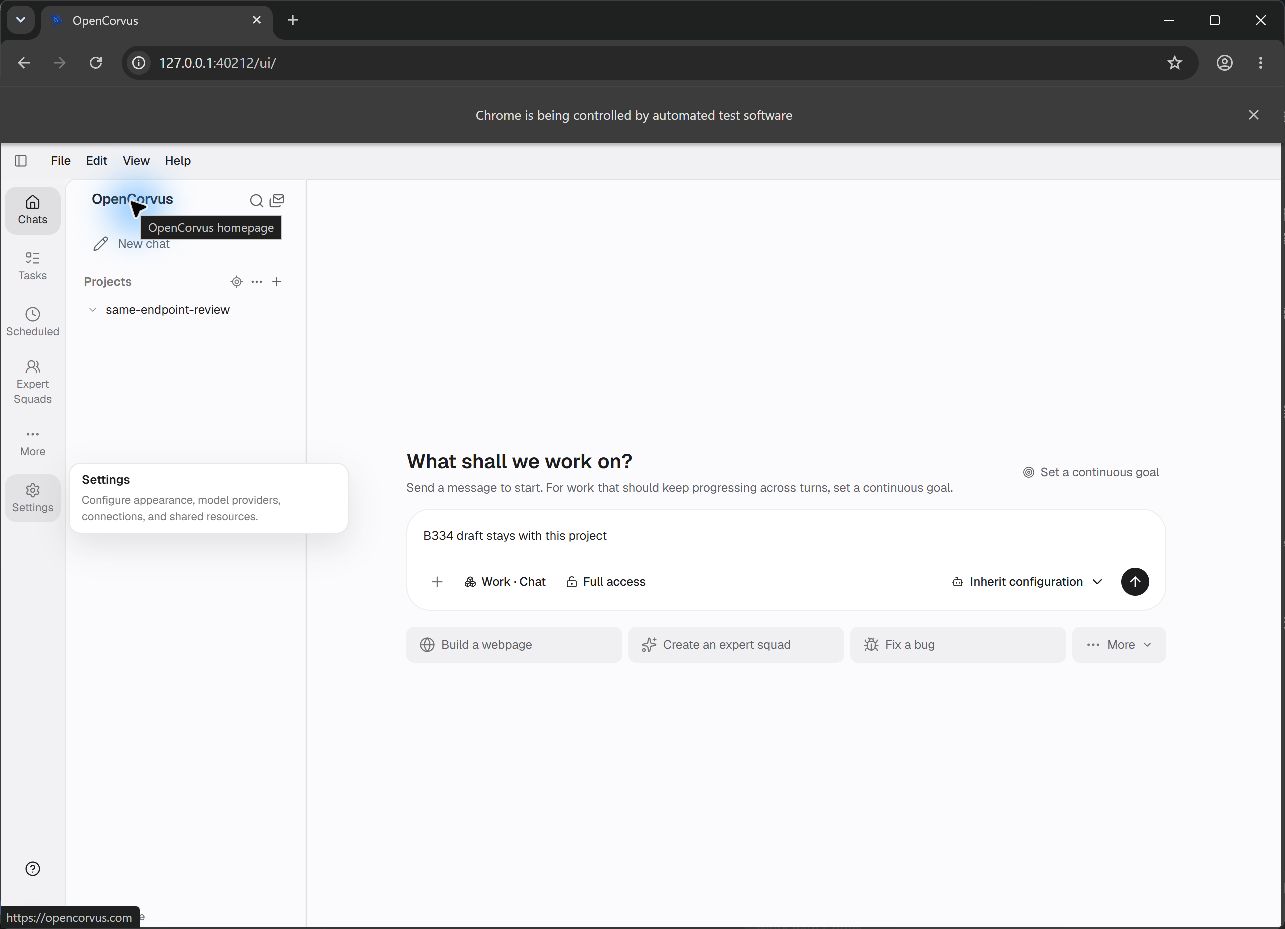 OpenCorvus
127.0.0.1:40212/ui/
Chrome is being controlled by automated test software
File Edit View Help
OpenCorvus
OpenCorvus homepage
Chats
New chat
Tasks
Projects
same-endpoint-review
Scheduled
Expert
Squads
More
Settings
Settings
Configure appearance, model providers,
connections, and shared resources.
What shall we work on?
Set a continuous goal
Send a message to start. For work that should keep progressing across turns, set a continuous goal.
B334 draft stays with this project
Work · Chat Full access Inherit configuration
Build a webpage Create an expert squad Fix a bug More
https://opencorvus.com